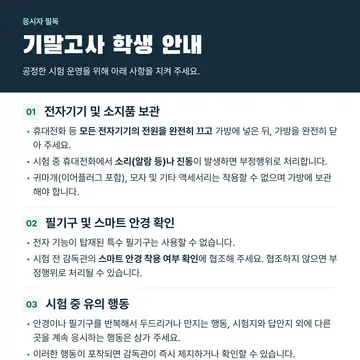 응시자 필독
기말고사 학생 안내
공정한 시험 운영을 위해 아래 사항을 지켜 주세요.
01 전자기기 및 소지품 보관
• 휴대전화 등 모든 전자기기의 전원을 완전히 끄고 가방에 넣은 뒤, 가방을 완전히 닫
아 주세요.
• 시험 중 휴대전화에서 소리(알람 등)나 진동이 발생하면 부정행위로 처리합니다.
• 귀마개(이어플러그 포함), 모자 및 기타 액세서리는 착용할 수 없으며 가방에 보관
해야 합니다.
02 필기구 및 스마트 안경 확인
• 전자 기능이 탑재된 특수 필기구는 사용할 수 없습니다.
• 시험 전 감독관의 스마트 안경 착용 여부 확인에 협조해 주세요. 협조하지 않으면 부
정행위로 처리될 수 있습니다.
03 시험 중 유의 행동
• 안경이나 필기구를 반복해서 두드리거나 만지는 행동, 시험지와 답안지 외에 다른
곳을 계속 응시하는 행동은 삼가 주세요.
• 이러한 행동이 포착되면 감독관이 즉시 제지하거나 확인할 수 있습니다.